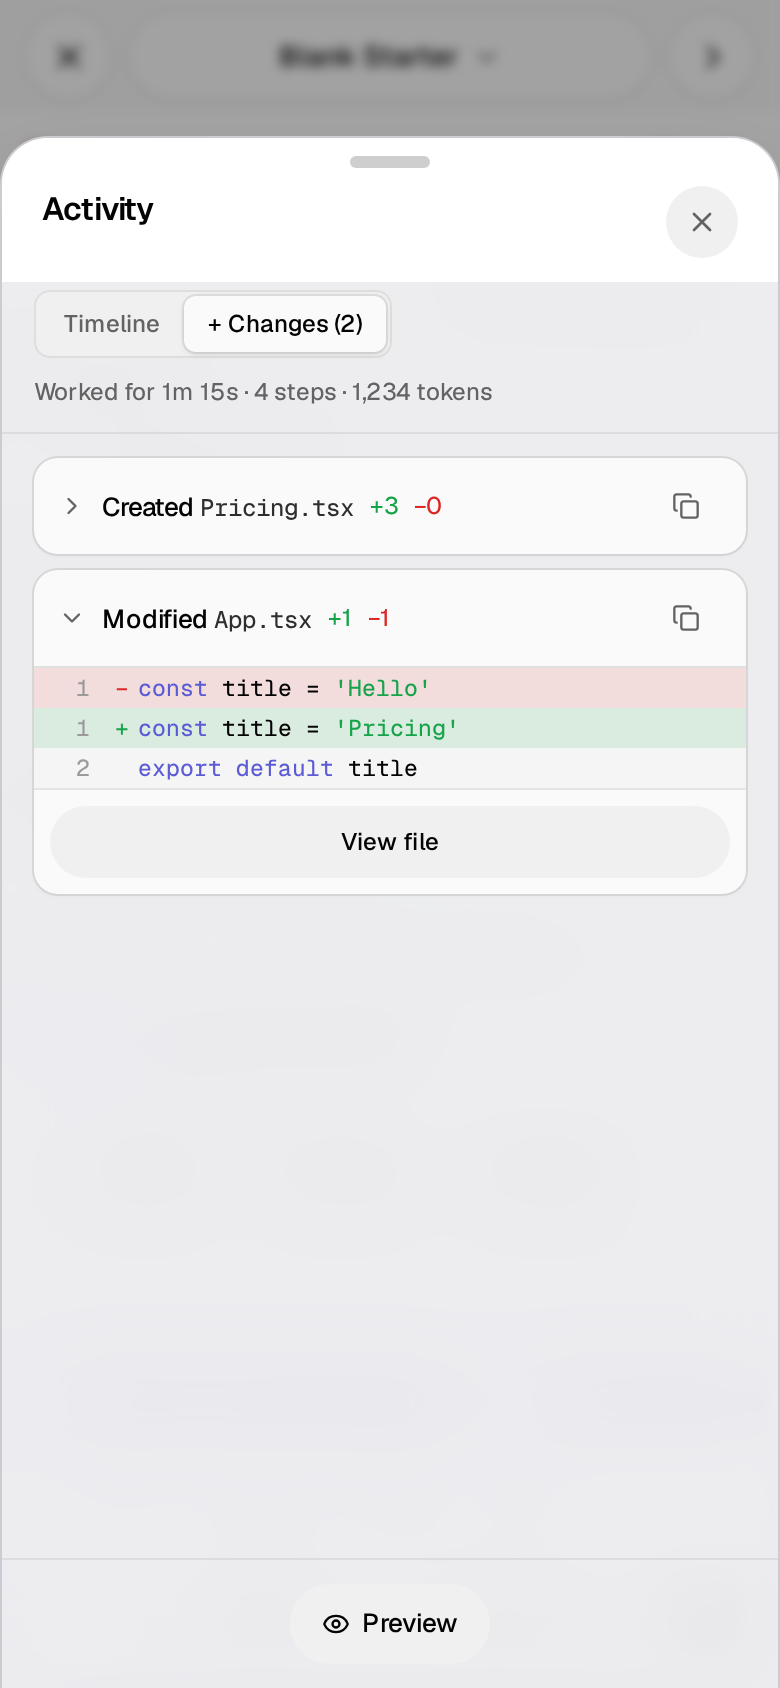 Blank Starter
Activity
Timeline
+ Changes (2)
Worked for 1m 15s · 4 steps · 1,234 tokens
Created Pricing.tsx +3 −0
Modified App.tsx +1 −1
1 − const title = 'Hello'
1 + const title = 'Pricing'
2 export default title
View file
Preview